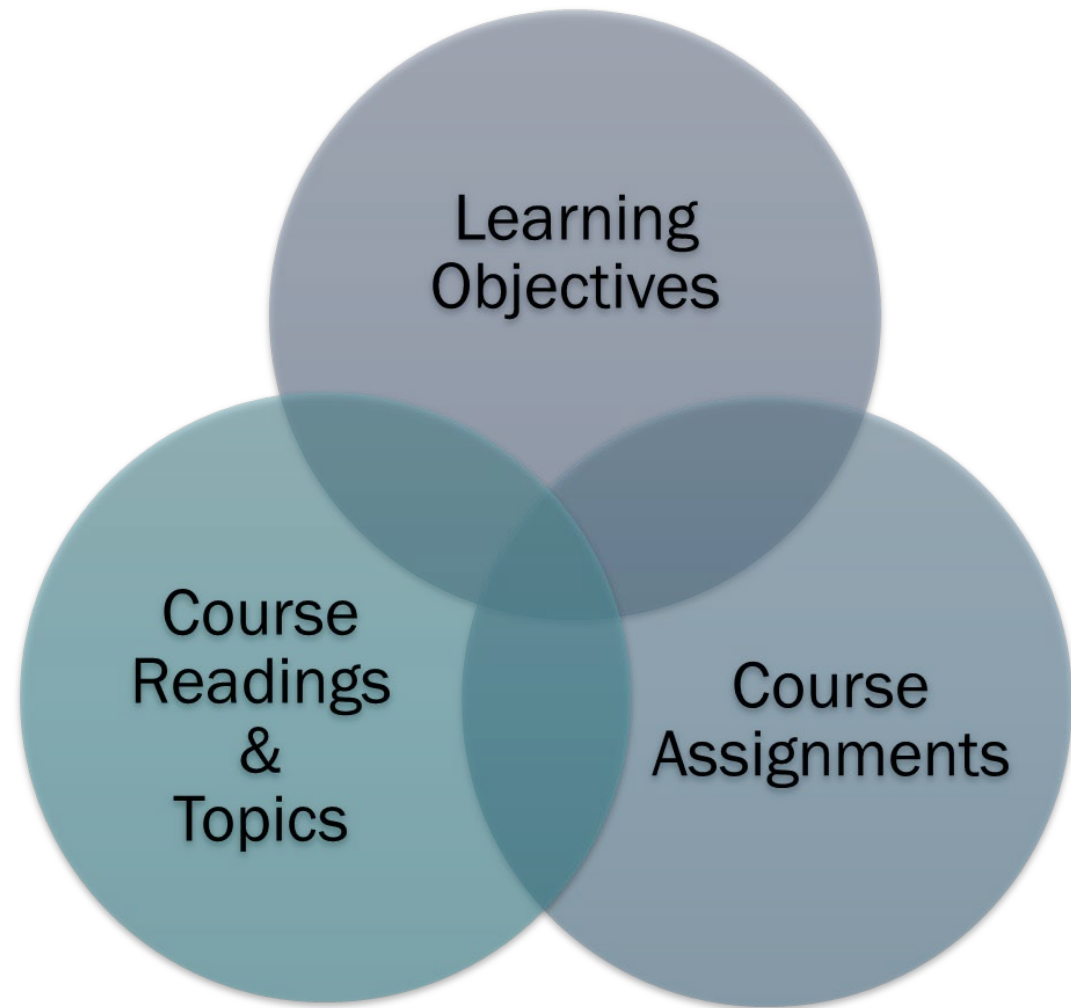 Learning
Objectives
Course
Readings
&
Topics
Course
Assignments